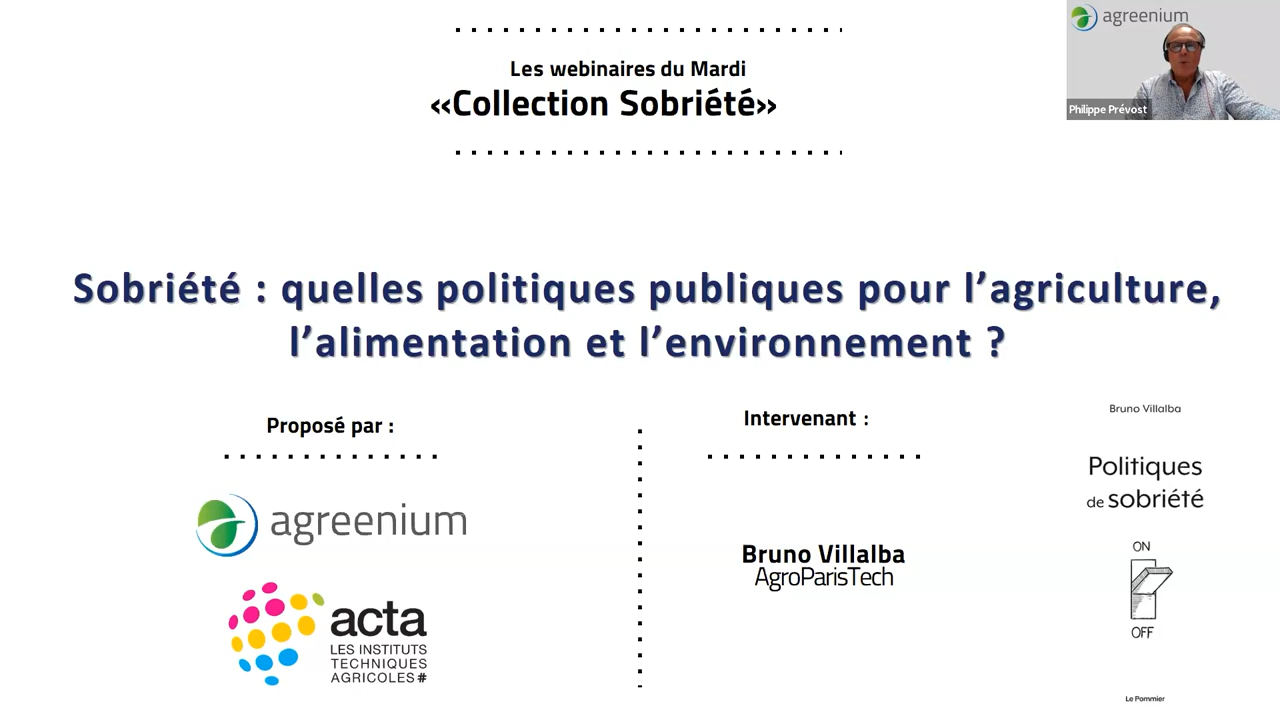 Les webinaires du Mardi
«Collection Sobriété»
agreenium
Philippe Prévost
Sobriété : quelles politiques publiques pour l’agriculture,
l’alimentation et l’environnement ?
Proposé par :
agreenium
acta
LES INSTITUTS
TECHNIQUES
AGRICOLES#
Intervenant :
Bruno Villalba
AgroParisTech
Bruno Villalba
Politiques
de sobriété
ON
OFF
Le Pommier